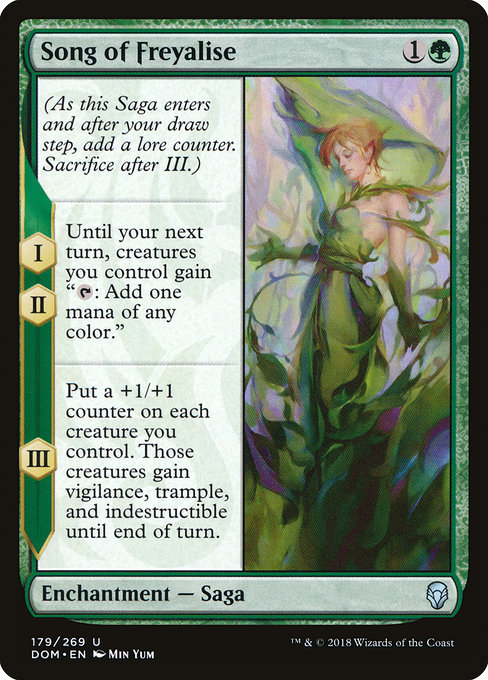 Song of Freyalise 1
(As this Saga enters
and after your draw
step, add a lore counter.
Sacrifice after III.)
I
II
Until your next
turn, creatures
you control gain
“: Add one
mana of any
color.”
III
Put a +1/+1
counter on each
creature you
control. Those
creatures gain
vigilance, trample,
and indestructible
until end of turn.
Enchantment — Saga
179/269 U
DOM • EN Min Yum
™ & © 2018 Wizards of the Coast